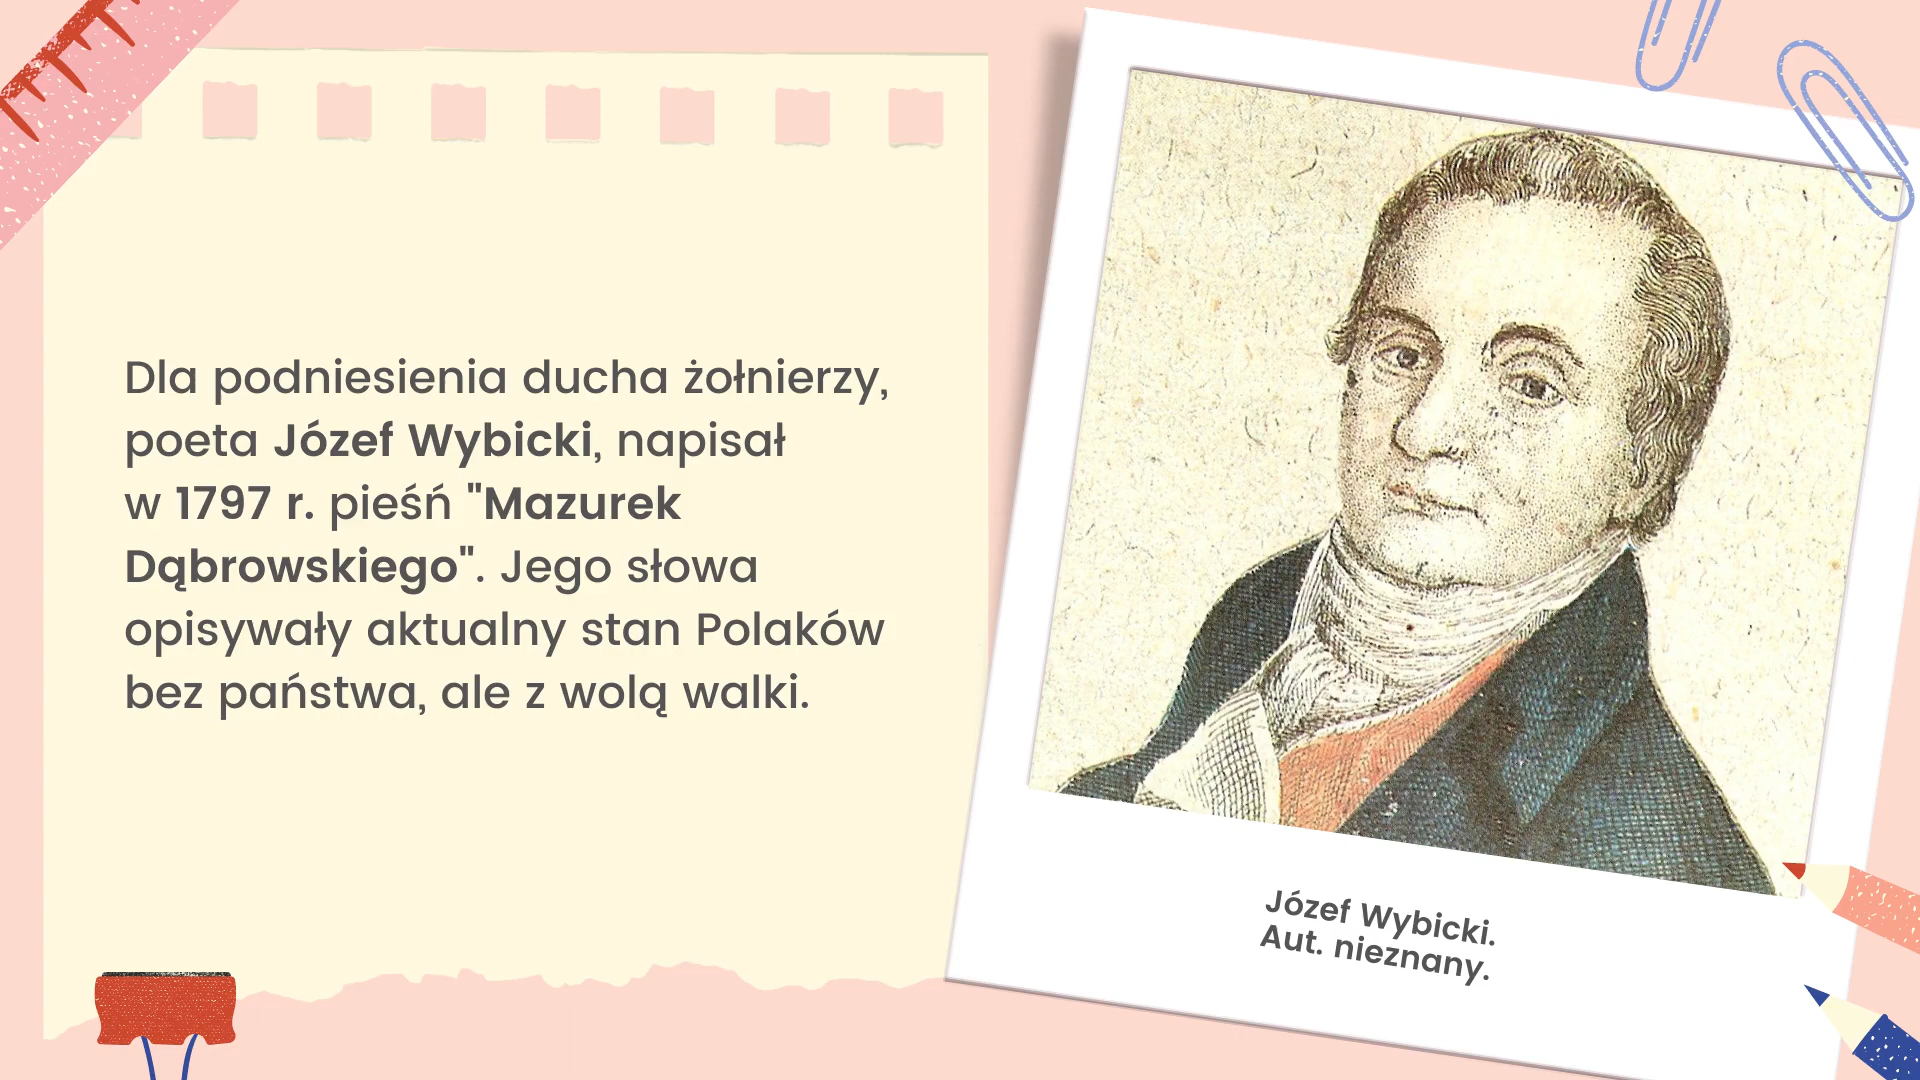 Dla podniesienia ducha żołnierzy,
poeta Józef Wybicki, napisał
w 1797 r. pieśń "Mazurek
Dąbrowskiego". Jego słowa
opisywały aktualny stan Polaków
bez państwa, ale z wolą walki.
Józef Wybicki.
Aut. nieznany.